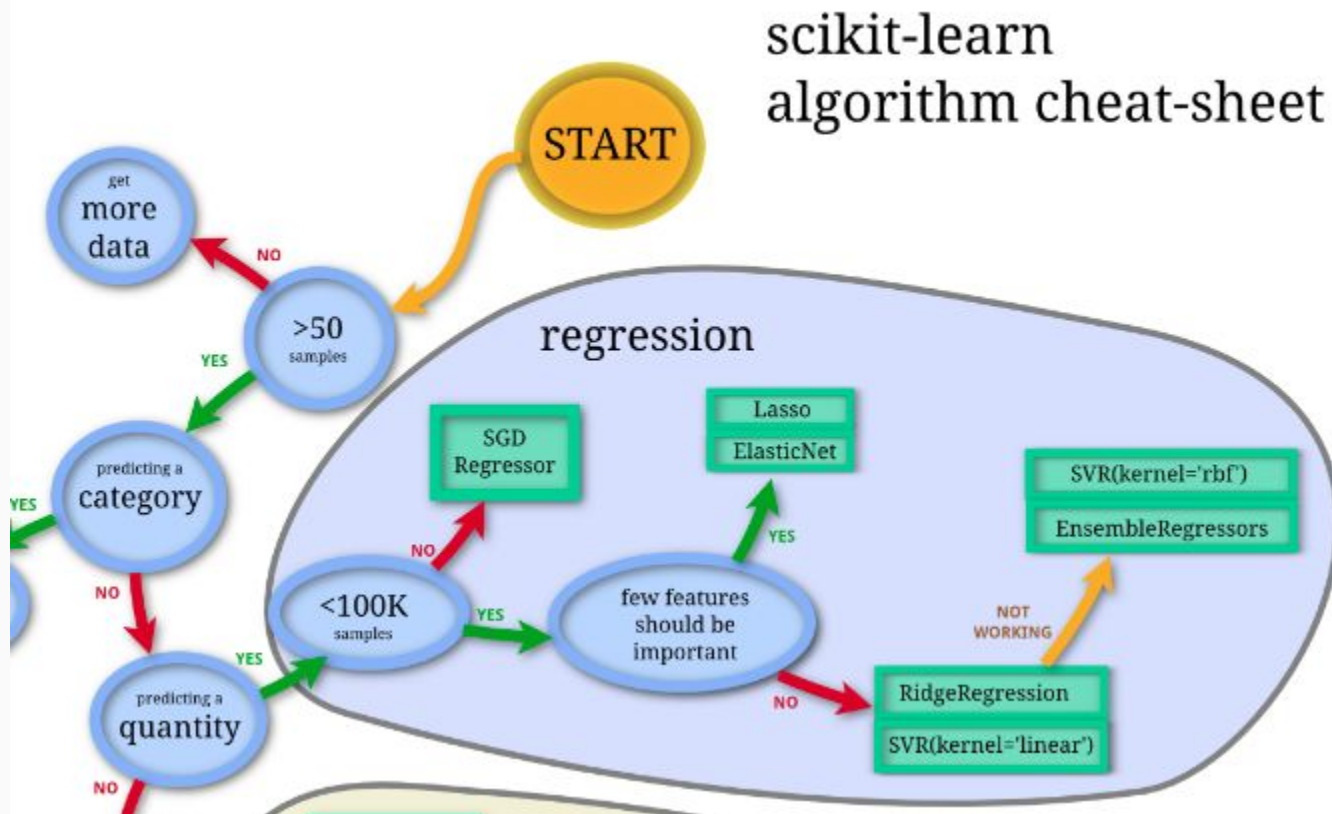 scikit-learn
algorithm cheat-sheet
START
get
more
data
NO
>50
samples
YES
predicting a
category
YES
NO
predicting a
quantity
YES
NO
regression
<100K
samples
NO
SGD
Regressor
YES
few features
should be
important
YES
Lasso
ElasticNet
NO
RidgeRegression
SVR(kernel='linear')
NOT
WORKING
SVR(kernel='rbf')
EnsembleRegressors